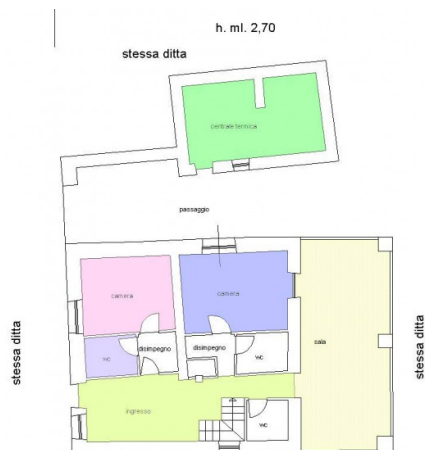 h. ml. 2,70
stessa ditta
centrale termica
passaggio
camera
camera
stessa ditta
stessa ditta
disimpegno
disimpegno
sala
wc
wc
ingresso
wc